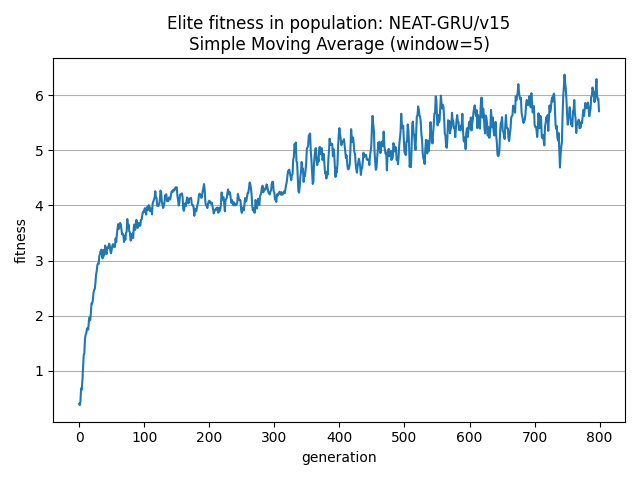 Elite fitness in population: NEAT-GRU/v15
Simple Moving Average (window=5)
fitness
6
5
4
3
2
1
0 100 200 300 400 500 600 700 800
generation